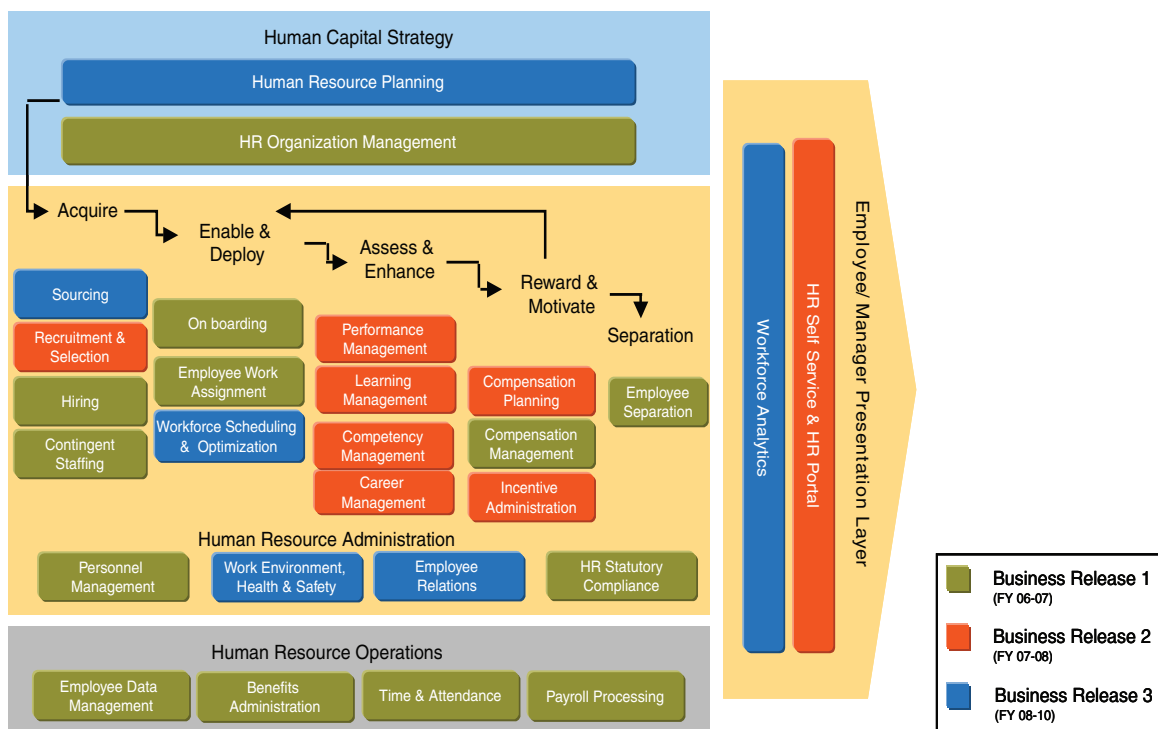 Human Capital Strategy
Human Resource Planning
HR Organization Management
Acquire
Enable &
Deploy
Assess &
Enhance
Reward &
Motivate
Separation
Sourcing
Recruitment &
Selection
Hiring
Contingent
Staffing
On boarding
Employee Work
Assignment
Workforce Scheduling
& Optimization
Performance
Management
Learning
Management
Competency
Management
Career
Management
Compensation
Planning
Compensation
Management
Incentive
Administration
Employee
Separation
Human Resource Administration
Personnel
Management
Work Environment,
Health & Safety
Employee
Relations
HR Statutory
Compliance
Human Resource Operations
Employee Data
Management
Benefits
Administration
Time & Attendance
Payroll Processing
Workforce Analytics
HR Self Service & HR Portal
Employee/ Manager Presentation Layer
Business Release 1
(FY 06-07)
Business Release 2
(FY 07-08)
Business Release 3
(FY 08-10)